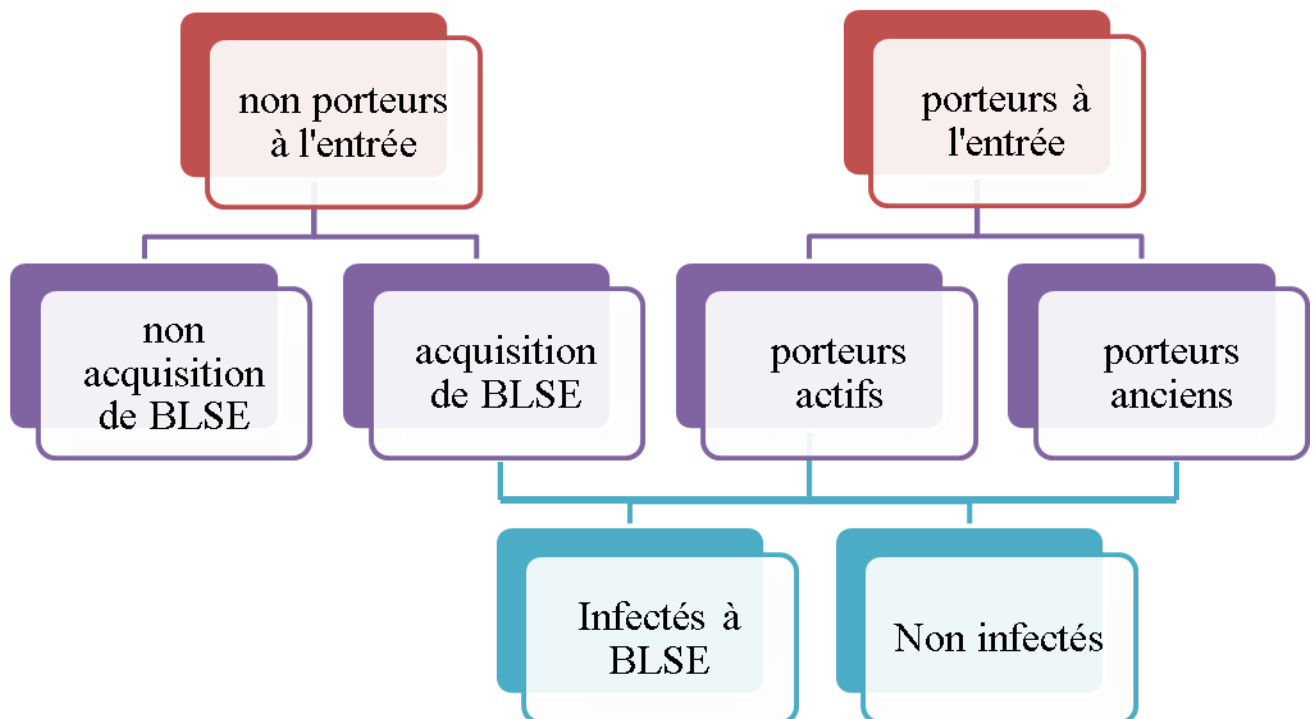 non porteurs
à l'entrée
porteurs à
l'entrée
non
acquisition
de BLSE
acquisition
de BLSE
porteurs
actifs
porteurs
anciens
Infectés à
BLSE
Non infectés